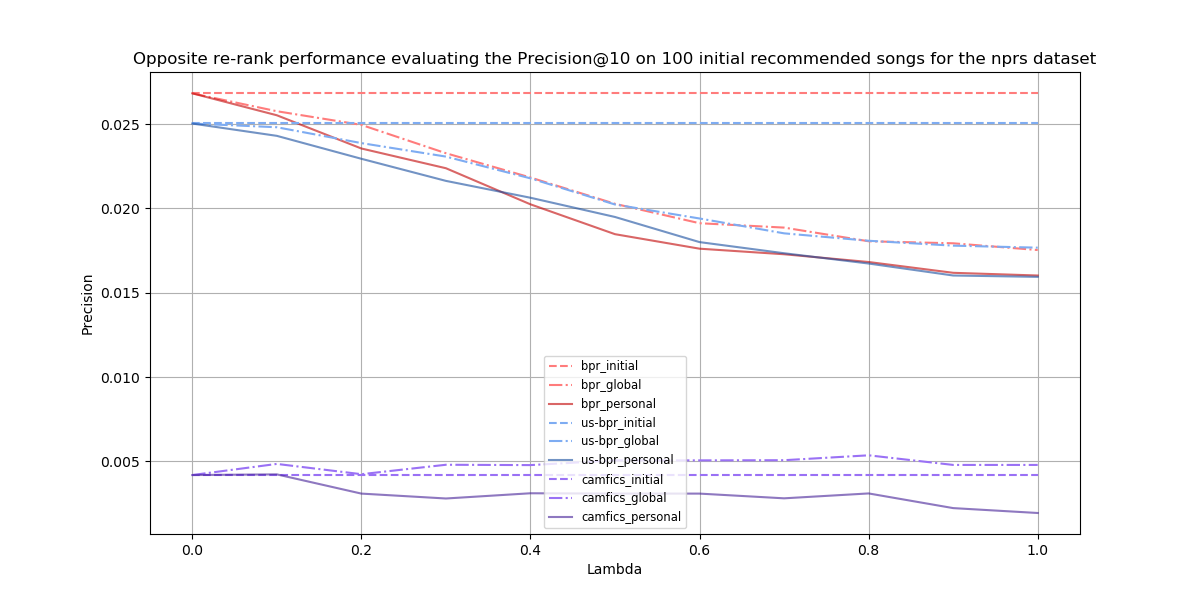 Opposite re-rank performance evaluating the Precision@10 on 100 initial recommended songs for the nprs dataset
0.025
0.020
0.015
0.010
0.005
Precision
bpr_initial
bpr_global
bpr_personal
us-bpr_initial
us-bpr_global
us-bpr_personal
camfics_initial
camfics_global
camfics_personal
0.0 0.2 0.4 0.6 0.8 1.0
Lambda